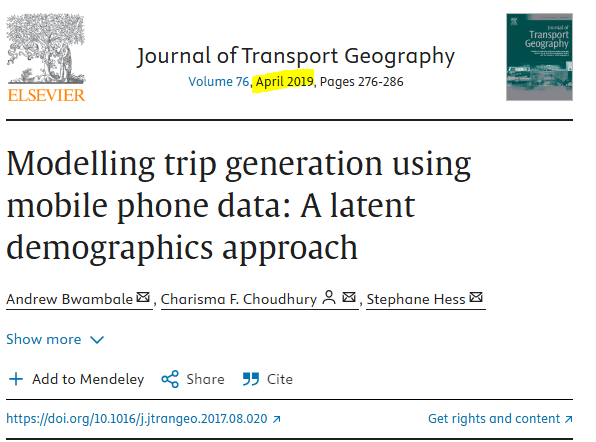 ELSEVIER
Journal of Transport Geography
Volume 76, April 2019, Pages 276-286
Journal of
Transport
Geography
Modelling trip generation using
mobile phone data: A latent
demographics approach
Andrew Bwambale, Charisma F. Choudhury, Stephane Hess
Show more
Add to Mendeley Share Cite
https://doi.org/10.1016/j.jtrangeo.2017.08.020 Get rights and content